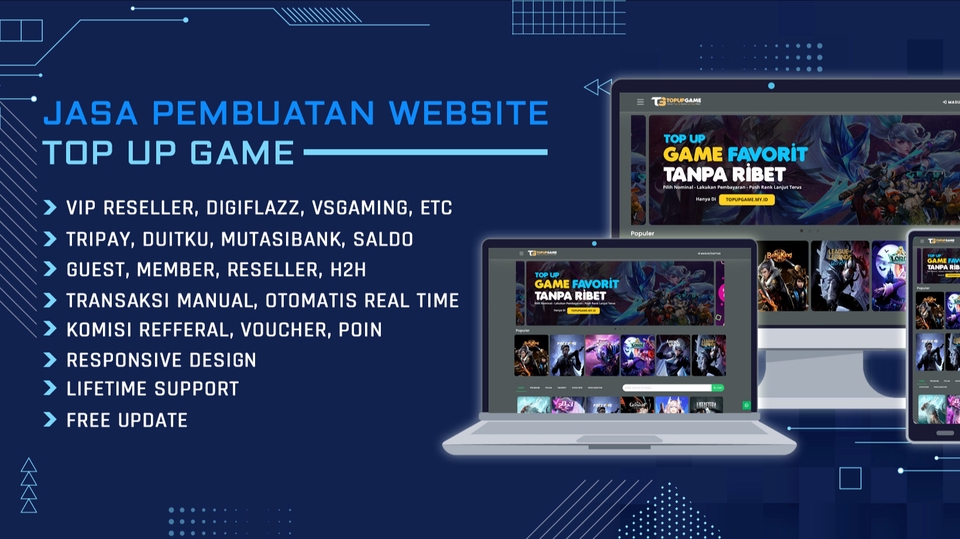 JASA PEMBUATAN WEBSITE
TOP UP GAME
VIP RESELLER, DIGIFLAZZ, VSGAMING, ETC
TRIPAY, DUITKU, MUTASIBANK, SALDO
GUEST, MEMBER, RESELLER, H2H
TRANSAKSI MANUAL, OTOMATIS REAL TIME
KOMISI REFFERAL, VOUCHER, POIN
RESPONSIVE DESIGN
LIFETIME SUPPORT
FREE UPDATE
TOPUPGAME
TOP UP
GAME FAVORIT
TANPA RIBET
Pilih Nominal - Lakukan Pembayaran - Push Rank Lanjut Terus
Hanya Di TOPUPGAME.MY.ID
Populer
TOPUPGAME
TOP UP
GAME FAVORIT
TANPA RIBET
Hanya Di TOPUPGAME.MY.ID
Populer
TOP UP
GAME FA
TANPA